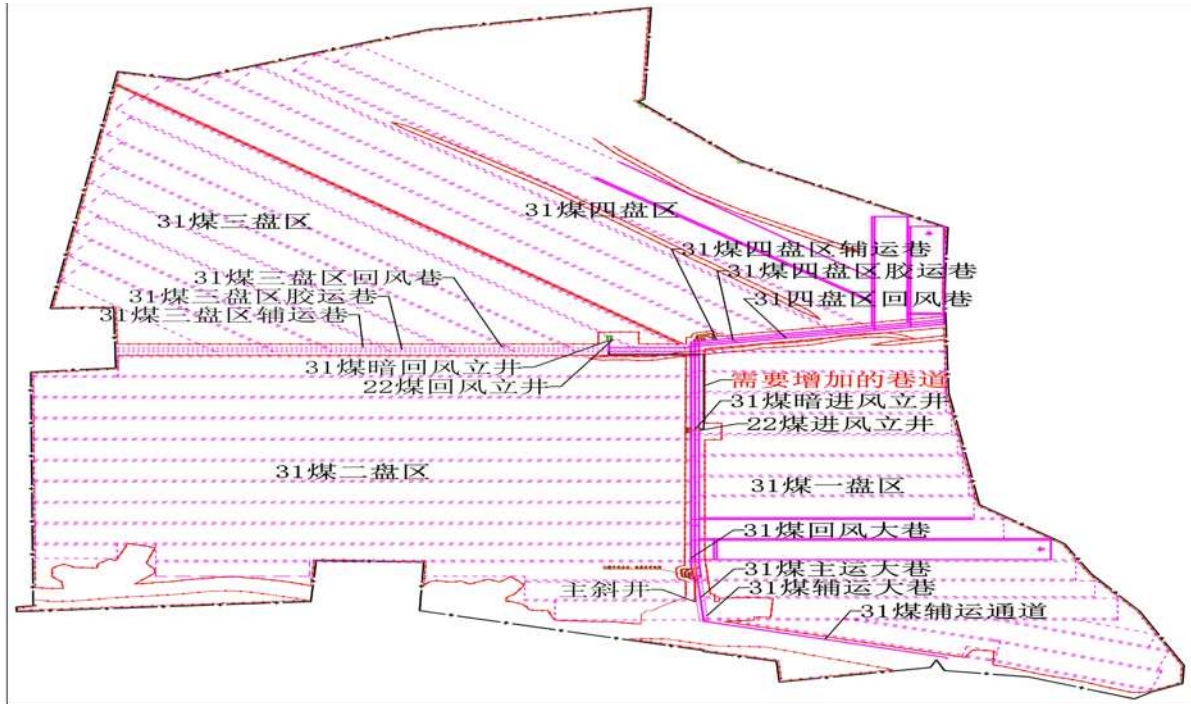 31煤三盘区
31煤四盘区
31煤四盘区辅运巷
31煤四盘区胶运巷
31四盘区回风巷
31煤三盘区回风巷
31煤三盘区胶运巷
31煤三盘区辅运巷
31煤暗回风立井
22煤回风立井
需要增加的巷道
31煤暗进风立井
22煤进风立井
31煤二盘区
31煤一盘区
31煤回风大巷
31煤主运大巷
主斜井
31煤辅运大巷
31煤辅运通道